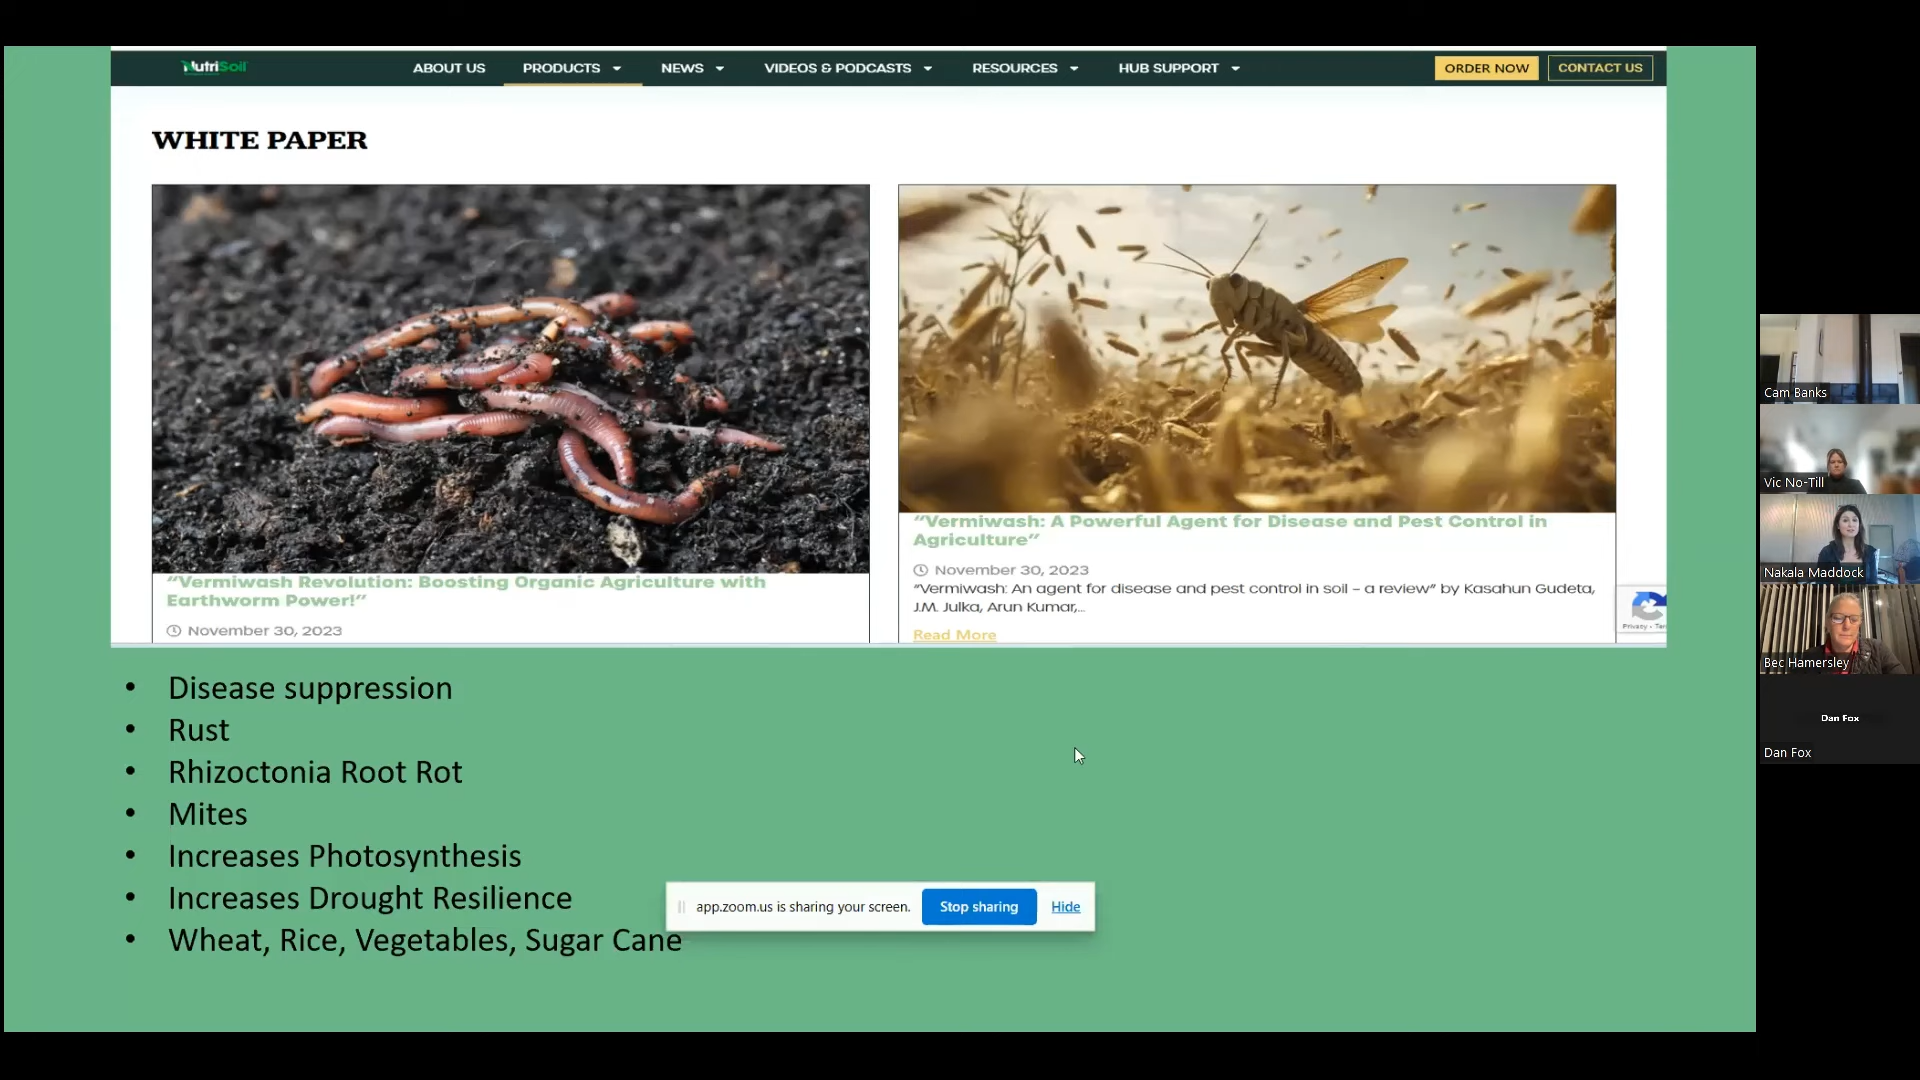 NutriSoil
ABOUT US
PRODUCTS
NEWS
VIDEOS & PODCASTS
RESOURCES
HUB SUPPORT
ORDER NOW
CONTACT US
WHITE PAPER
"Vermiwash Revolution: Boosting Organic Agriculture with
Earthworm Power!"
November 30, 2023
"Vermiwash: A Powerful Agent for Disease and Pest Control in
Agriculture"
November 30, 2023
"Vermiwash: An agent for disease and pest control in soil – a review" by Kasahun Gudeta,
J.M. Julka, Arun Kumar,...
Read More
Privacy - Ter
• Disease suppression
• Rust
• Rhizoctonia Root Rot
• Mites
• Increases Photosynthesis
• Increases Drought Resilience
• Wheat, Rice, Vegetables, Sugar Cane
app.zoom.us is sharing your screen.
Stop sharing
Hide
Cam Banks
Vic No-Till
Nakala Maddock
Bec Hamersley
Dan Fox
Dan Fox